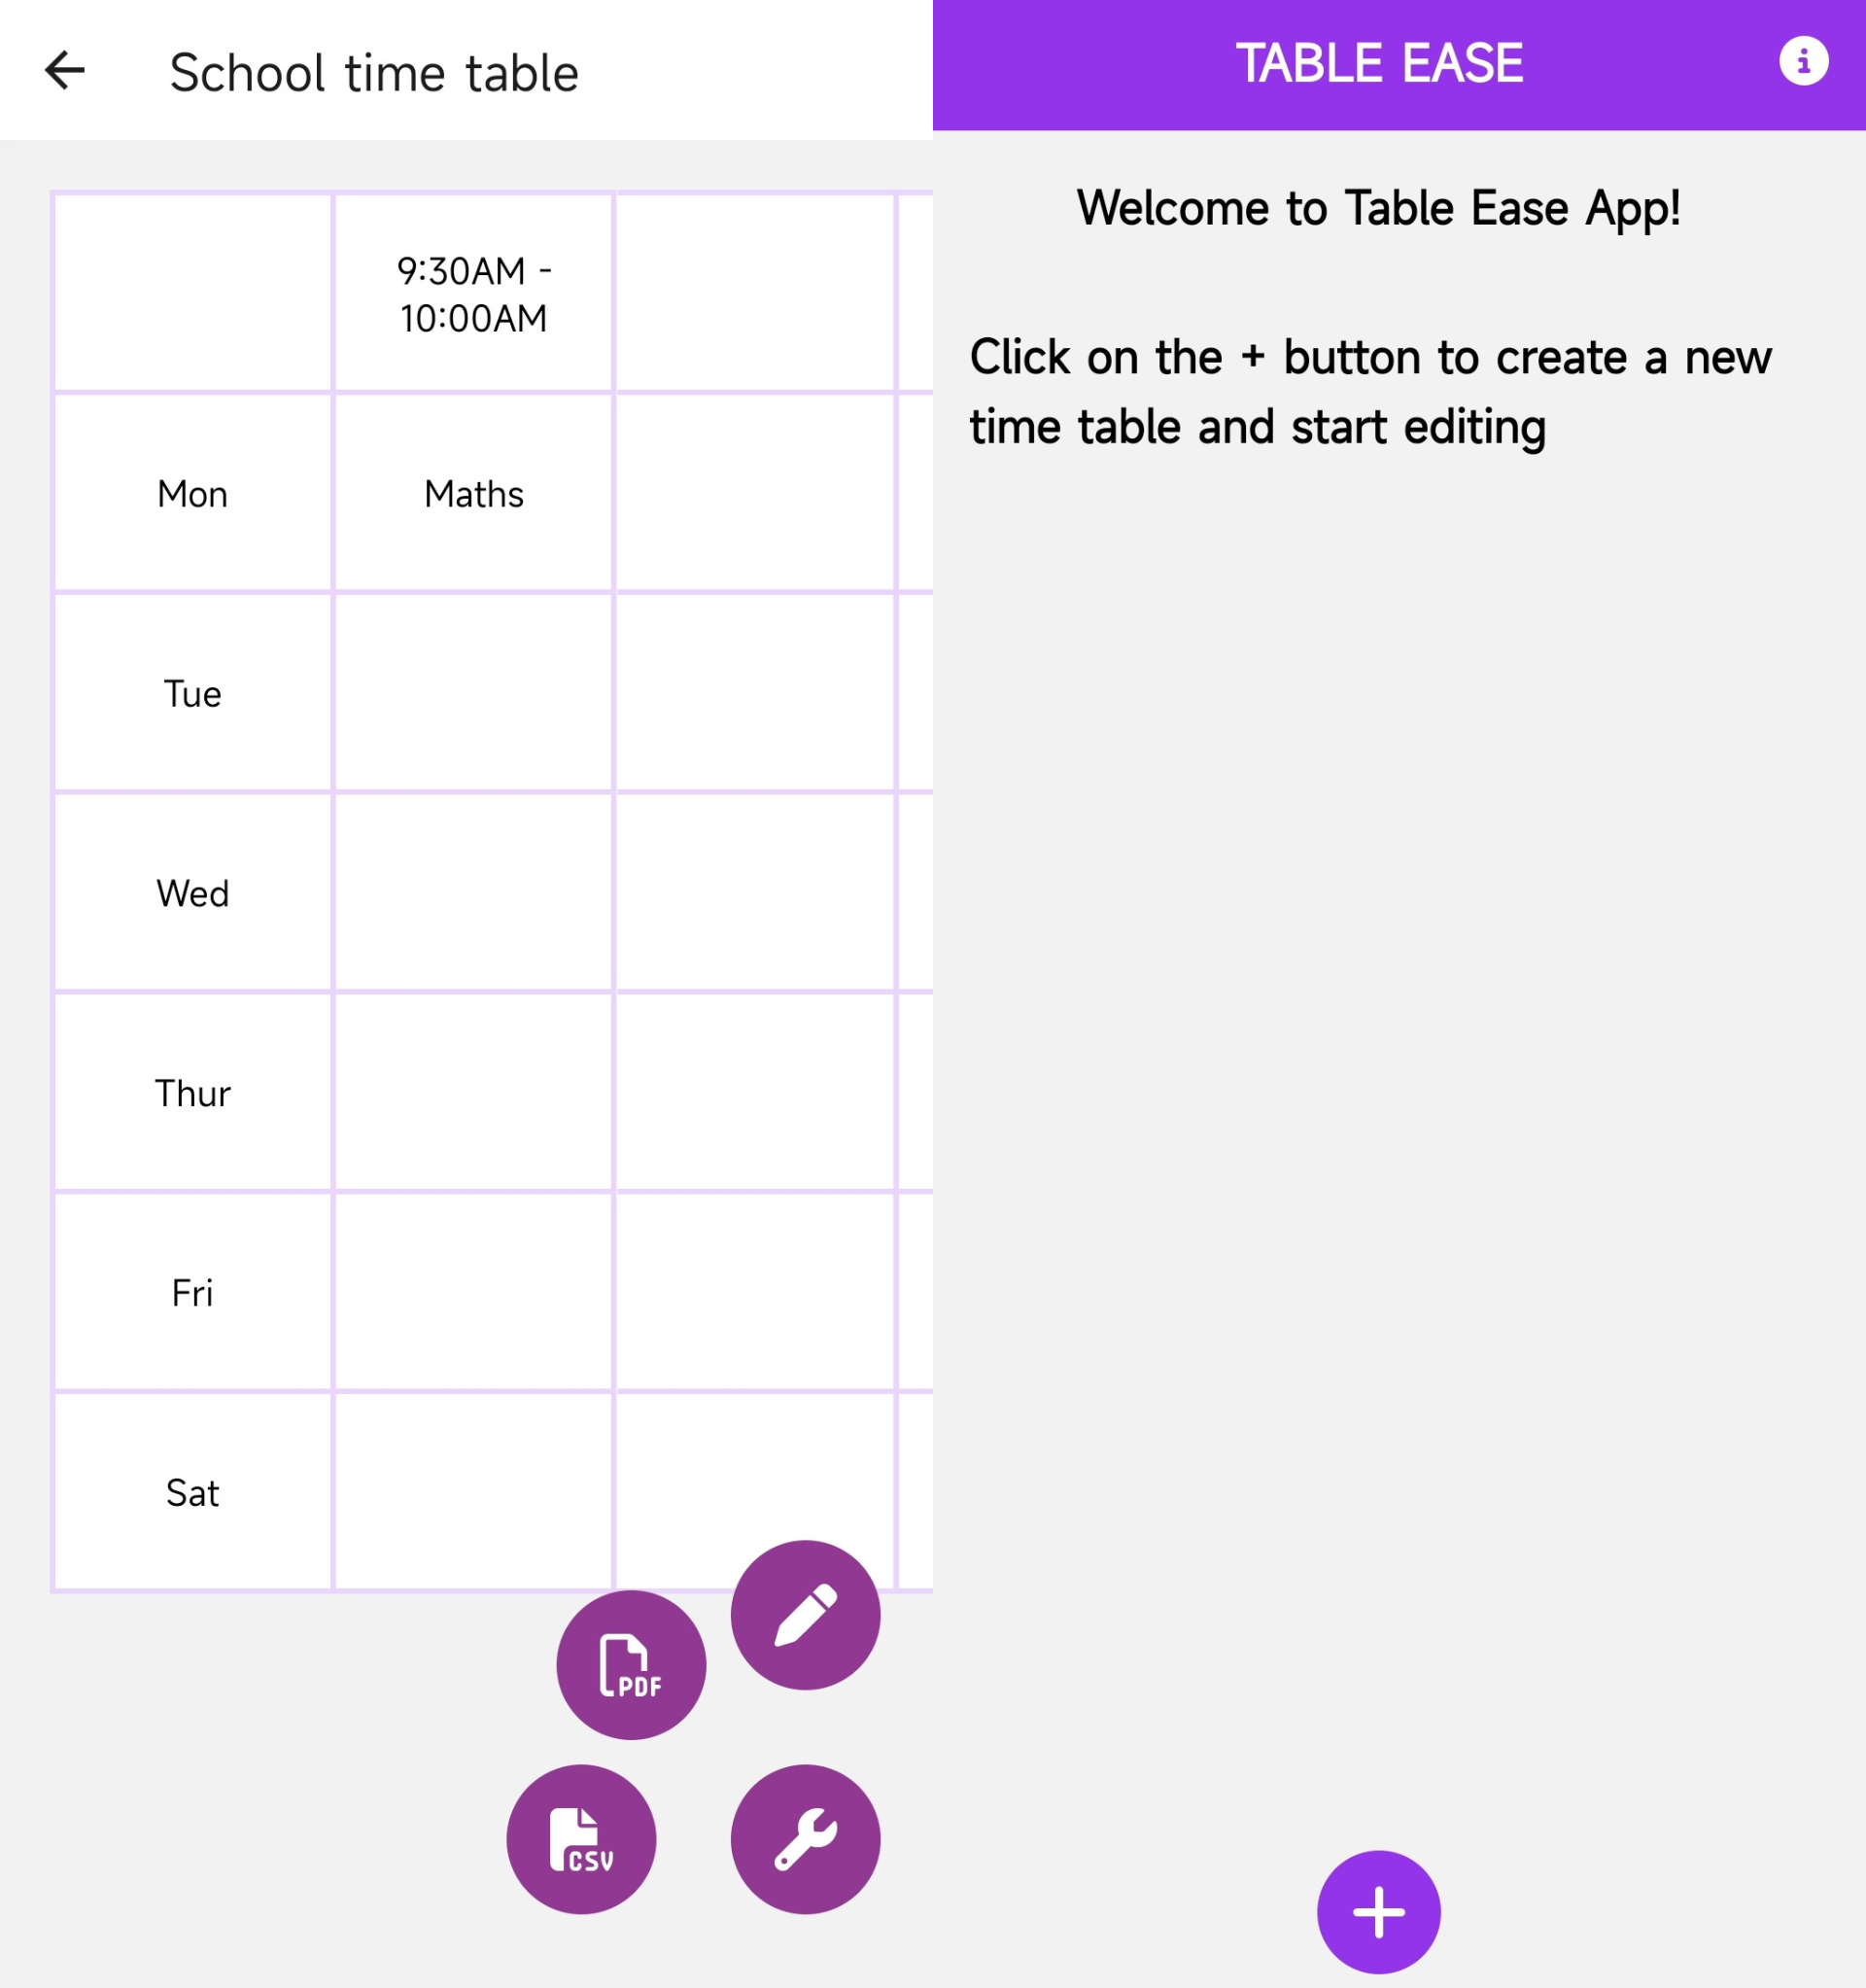 School time table
9:30AM -
10:00AM
Mon
Maths
Tue
Wed
Thur
Fri
Sat
PDF
CSV
TABLE EASE
i
Welcome to Table Ease App!
Click on the + button to create a new
time table and start editing
+